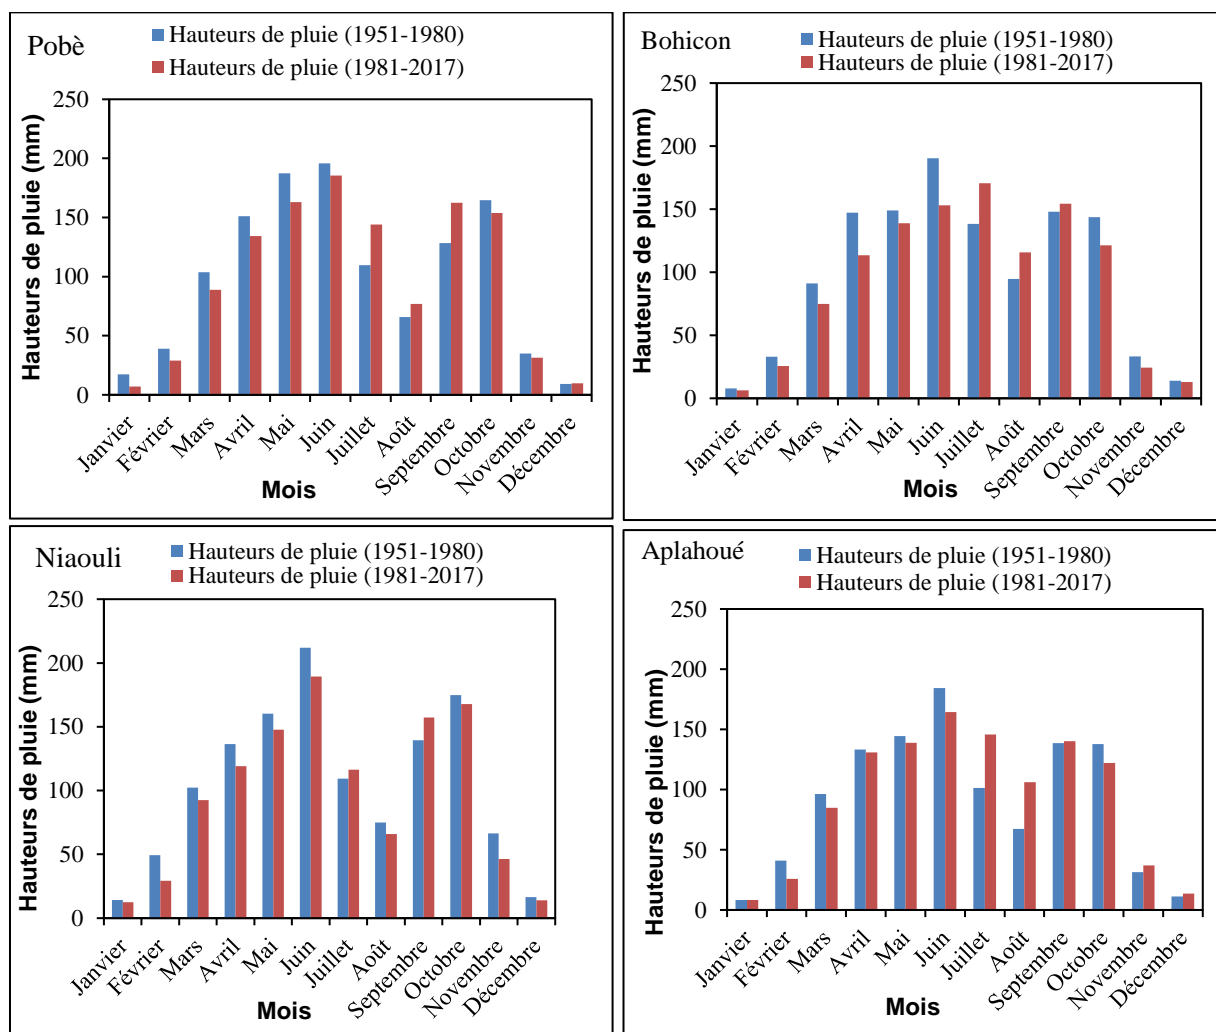 Pobè
Hauteurs de pluie (1951-1980)
Hauteurs de pluie (1981-2017)
Hauteurs de pluie (mm)
250
200
150
100
50
0
Janvier
Février
Mars
Avril
Mai
Juin
Juillet
Août
Septembre
Octobre
Novembre
Décembre
Mois
Bohicon
Hauteurs de pluie (1951-1980)
Hauteurs de pluie (1981-2017)
Hauteurs de pluie (mm)
250
200
150
100
50
0
Janvier
Février
Mars
Avril
Mai
Juin
Juillet
Août
Septembre
Octobre
Novembre
Décembre
Mois
Niaouli
Hauteurs de pluie (1951-1980)
Hauteurs de pluie (1981-2017)
Hauteurs de pluie (mm)
250
200
150
100
50
0
Janvier
Février
Mars
Avril
Mai
Juin
Juillet
Août
Septembre
Octobre
Novembre
Décembre
Mois
Aplahoué
Hauteurs de pluie (1951-1980)
Hauteurs de pluie (1981-2017)
Hauteurs de pluie (mm)
250
200
150
100
50
0
Janvier
Février
Mars
Avril
Mai
Juin
Juillet
Août
Septembre
Octobre
Novembre
Décembre
Mois